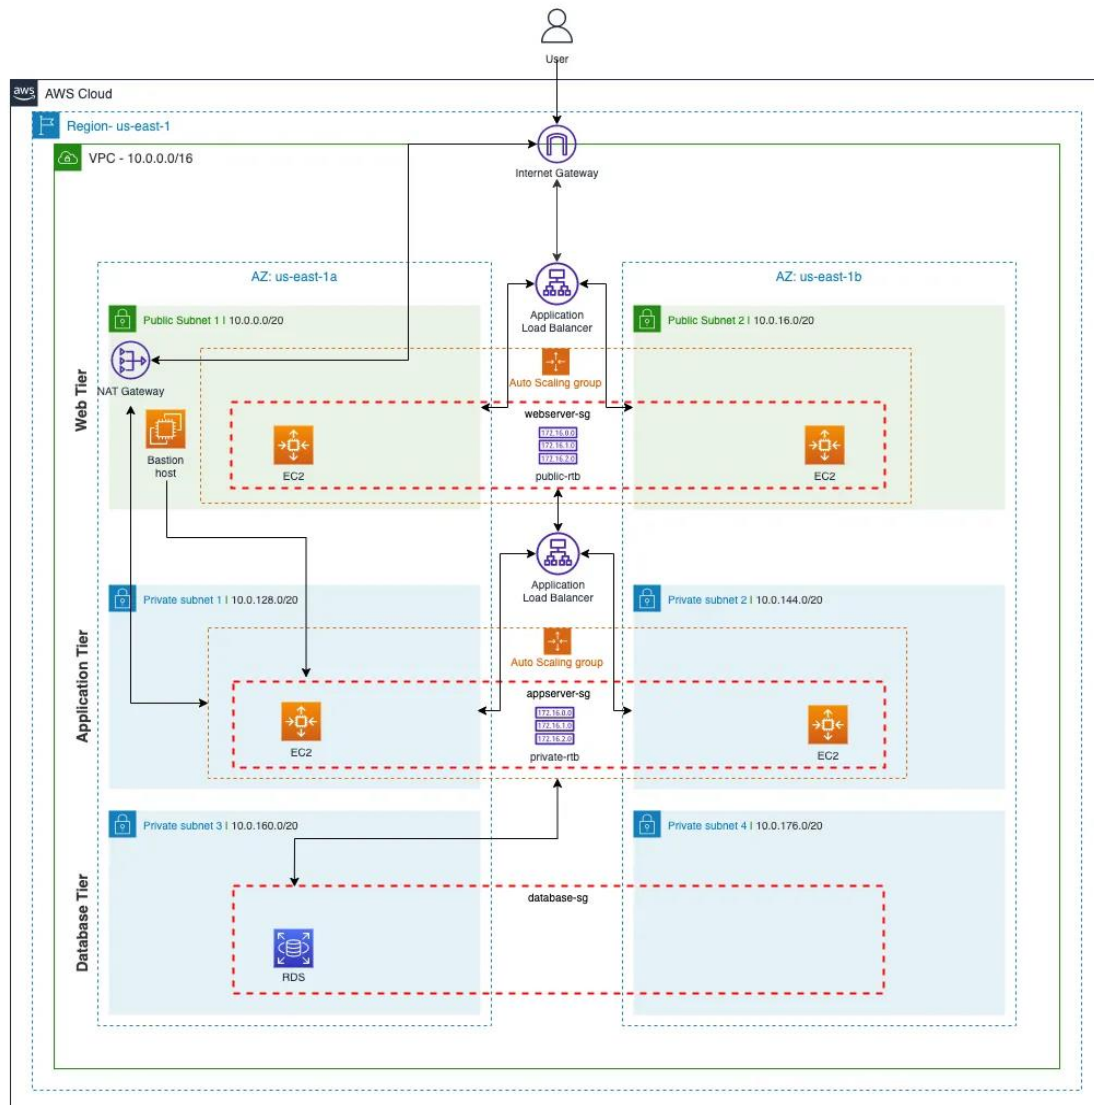 User
aws
AWS Cloud
Region- us-east-1
VPC - 10.0.0.0/16
Internet Gateway
AZ: us-east-1a
AZ: us-east-1b
Application
Load Balancer
Public Subnet 1 | 10.0.0.0/20
Public Subnet 2 | 10.0.16.0/20
Web Tier
NAT Gateway
Bastion
host
Auto Scaling group
webserver-sg
172.16.0.0
172.16.1.0
172.16.2.0
public-rtb
EC2
EC2
Application
Load Balancer
Application Tier
Private subnet 1 | 10.0.128.0/20
Private subnet 2 | 10.0.144.0/20
Auto Scaling group
appserver-sg
172.16.0.0
172.16.1.0
172.16.2.0
private-rtb
EC2
EC2
Database Tier
Private subnet 3 | 10.0.160.0/20
Private subnet 4 | 10.0.176.0/20
database-sg
RDS